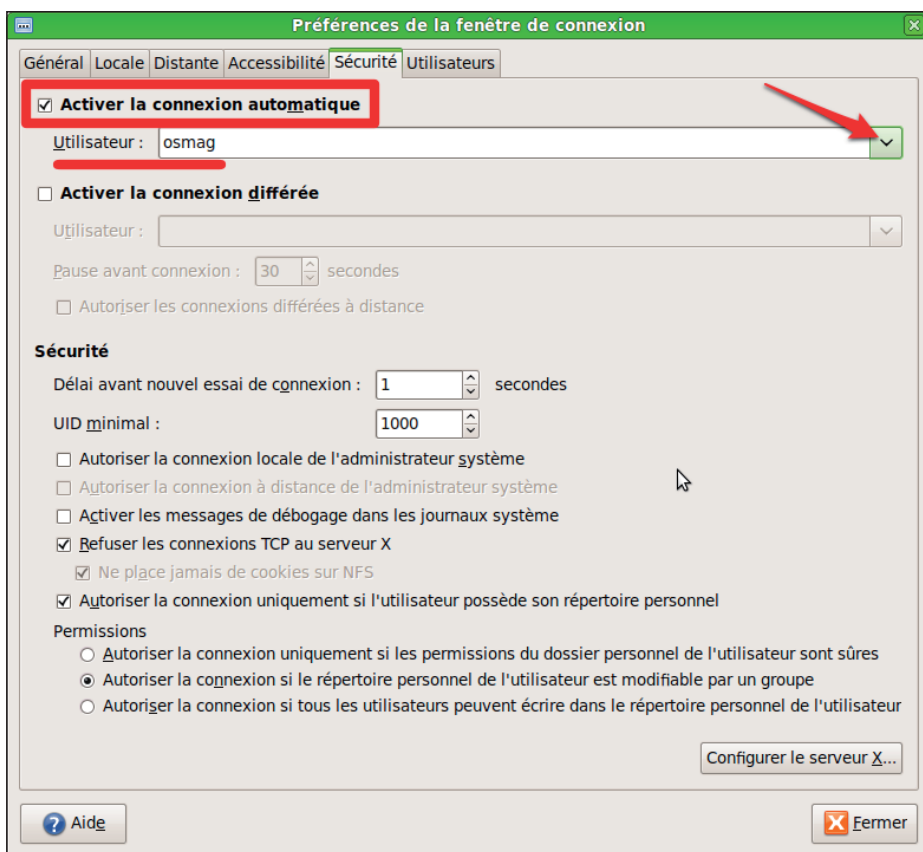 Préférences de la fenêtre de connexion
Général Locale Distante Accessibilité Sécurité Utilisateurs
Activer la connexion automatique
Utilisateur : osmag
Activer la connexion différée
Utilisateur :
Pause avant connexion : 30 secondes
Autoriser les connexions différées à distance
Sécurité
Délai avant nouvel essai de connexion : 1 secondes
UID minimal : 1000
Autoriser la connexion locale de l'administrateur système
Autoriser la connexion à distance de l'administrateur système
Activer les messages de débogage dans les journaux système
Refuser les connexions TCP au serveur X
Ne place jamais de cookies sur NFS
Autoriser la connexion uniquement si l'utilisateur possède son répertoire personnel
Permissions
Autoriser la connexion uniquement si les permissions du dossier personnel de l'utilisateur sont sûres
Autoriser la connexion si le répertoire personnel de l'utilisateur est modifiable par un groupe
Autoriser la connexion si tous les utilisateurs peuvent écrire dans le répertoire personnel de l'utilisateur
Configurer le serveur X...
Aide Fermer